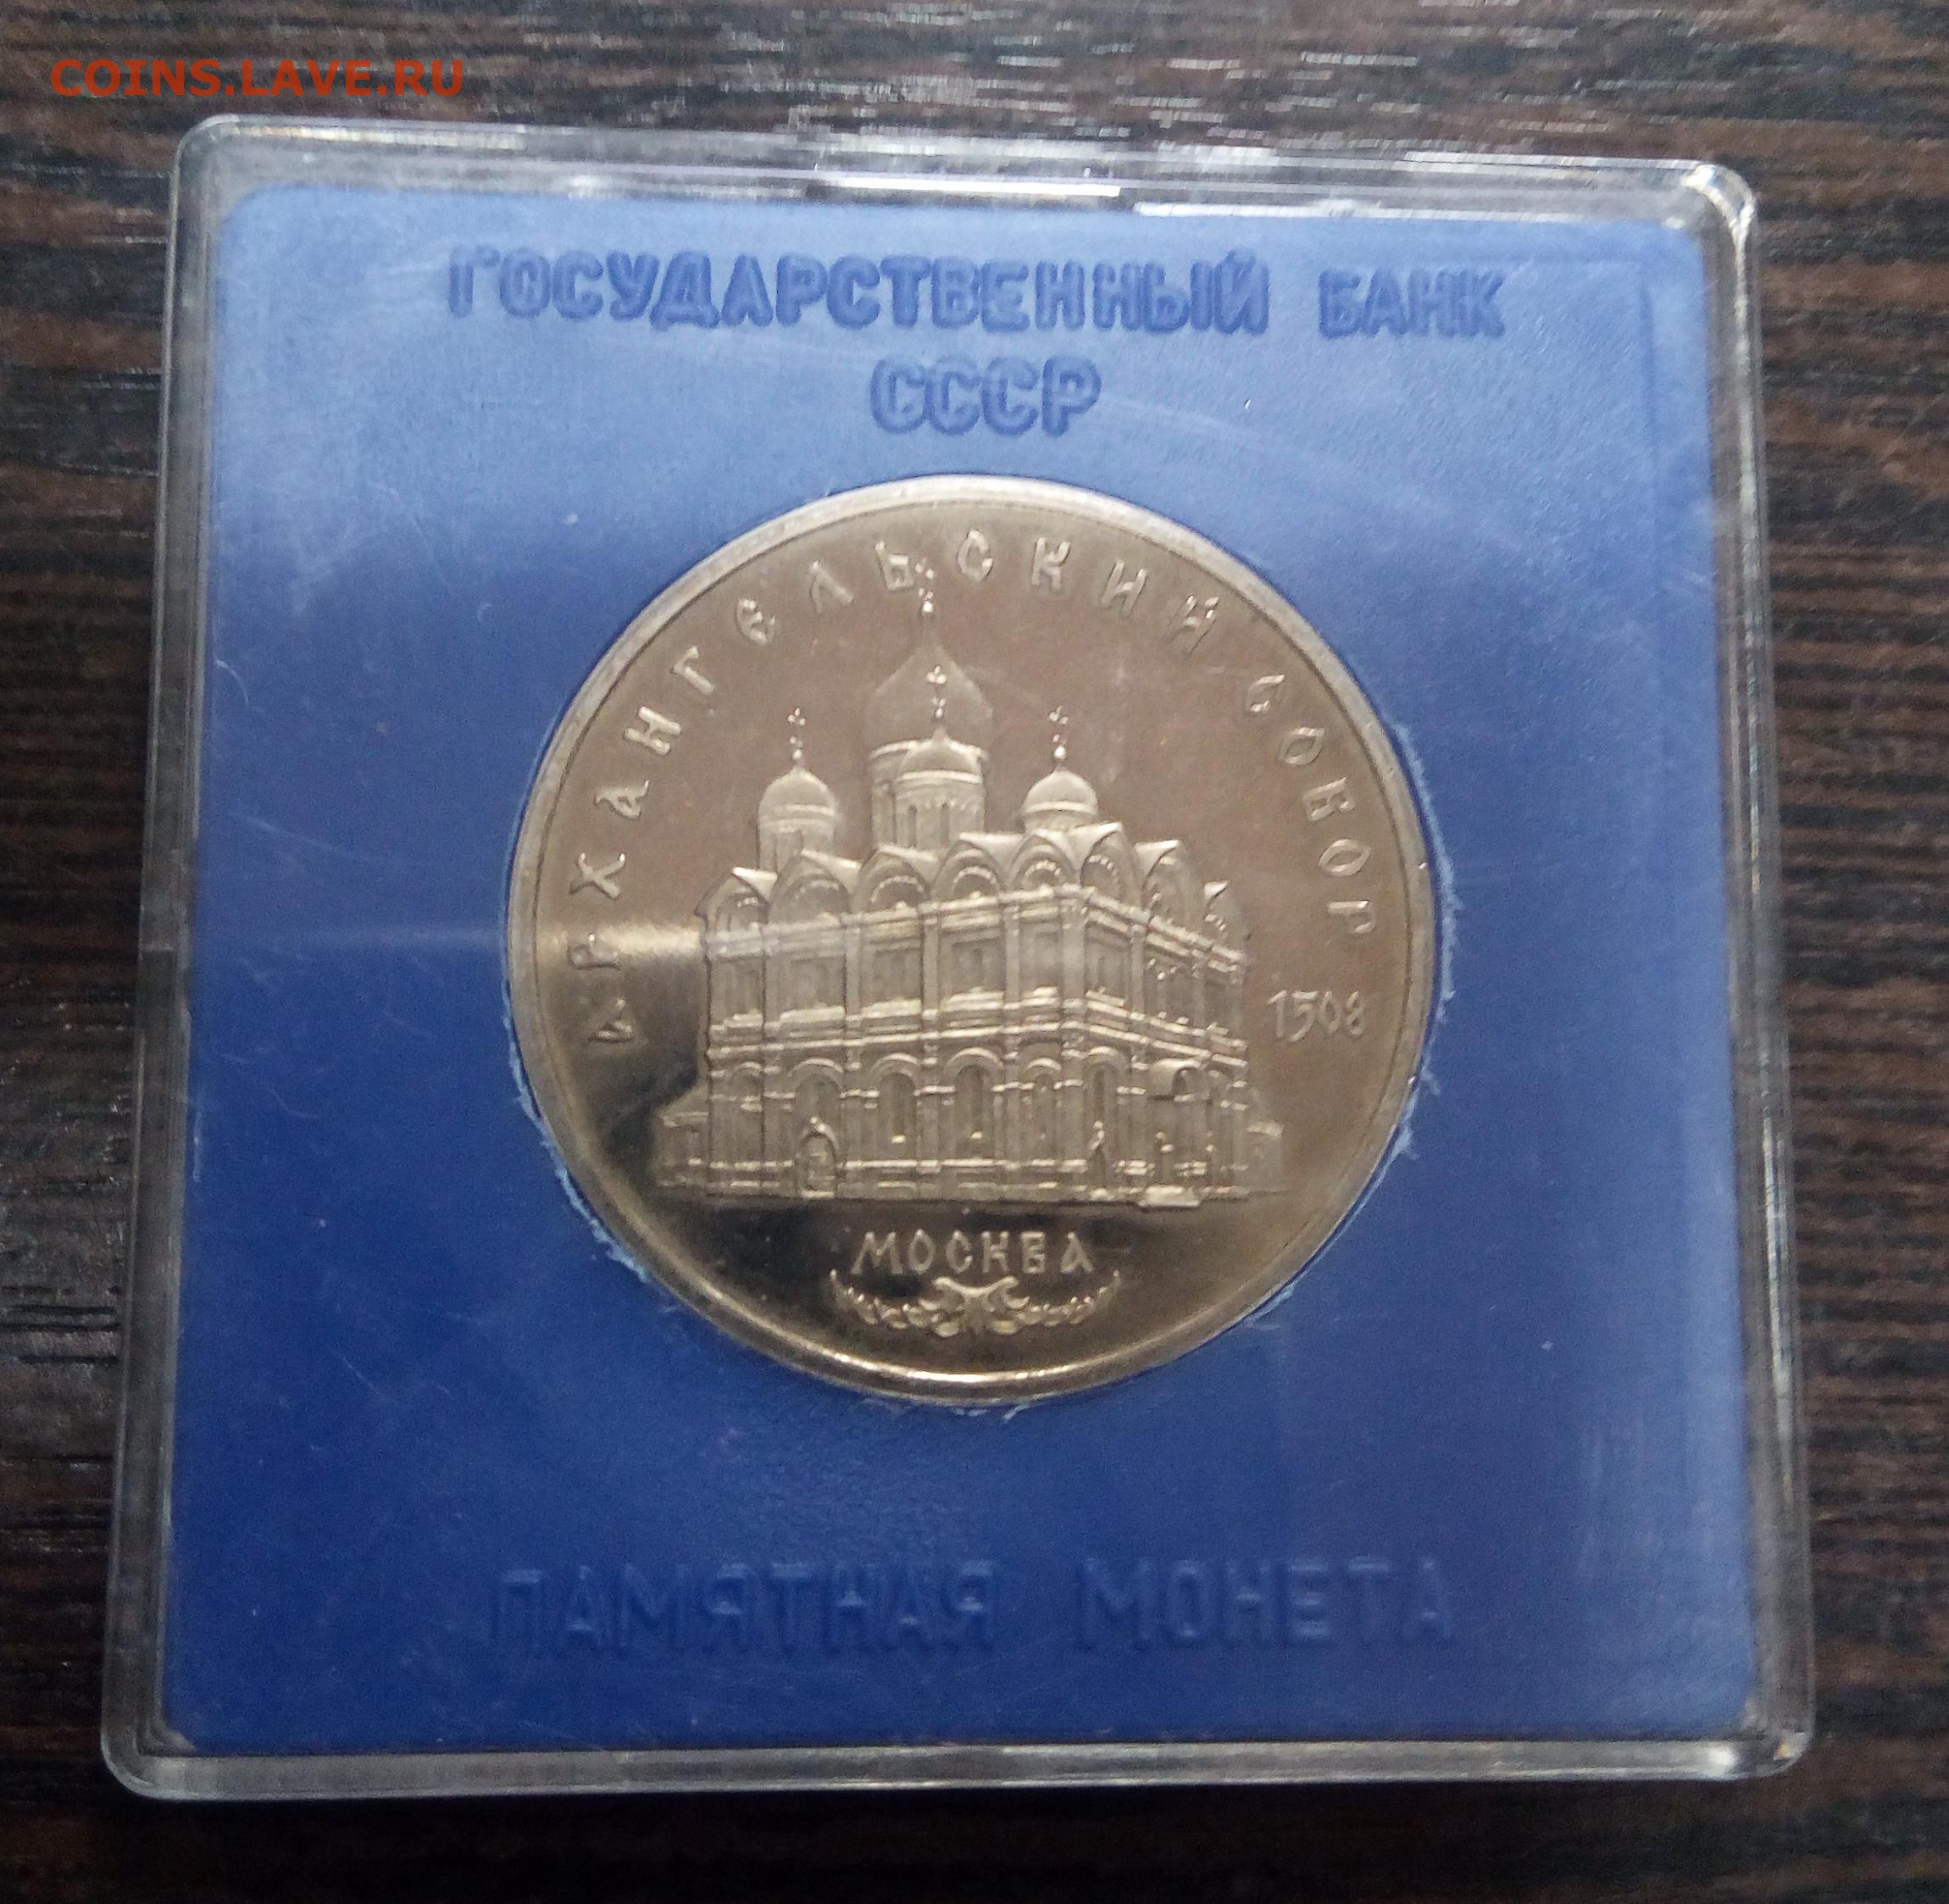 COINS.LAVE.RU
ГОСУДАРСТВЕННЫЙ БАНК
СССР
АРХАНГЕЛЬСКИЙ СОБОР
1508
МОСКВА
ПАМЯТНАЯ МОНЕТА